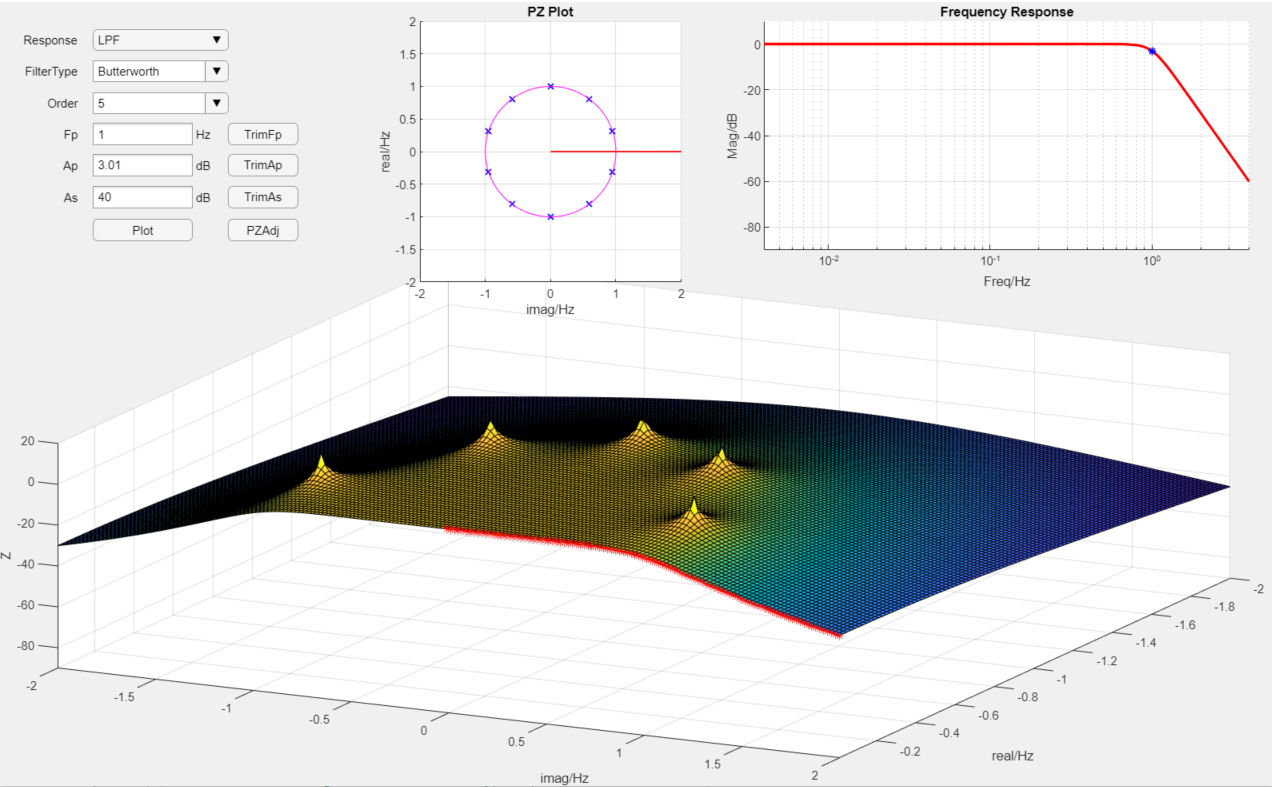 Response LPF
FilterType Butterworth
Order 5
Fp 1 Hz TrimFp
Ap 3.01 dB TrimAp
As 40 dB TrimAs
Plot PZAdj
PZ Plot
2
1.5
1
0.5
0
-0.5
-1
-1.5
-2
real/Hz
-2 -1 0 1 2
imag/Hz
Frequency Response
0
-20
-40
-60
-80
Mag/dB
10-2 10-1 100
Freq/Hz
20
0
-20
-40
-60
-80
Z
-2 -1.5 -1 -0.5 0 0.5 1 1.5 2
imag/Hz
-2
-1.8
-1.6
-1.4
-1.2
-1
-0.8
-0.6
-0.4
-0.2
real/Hz